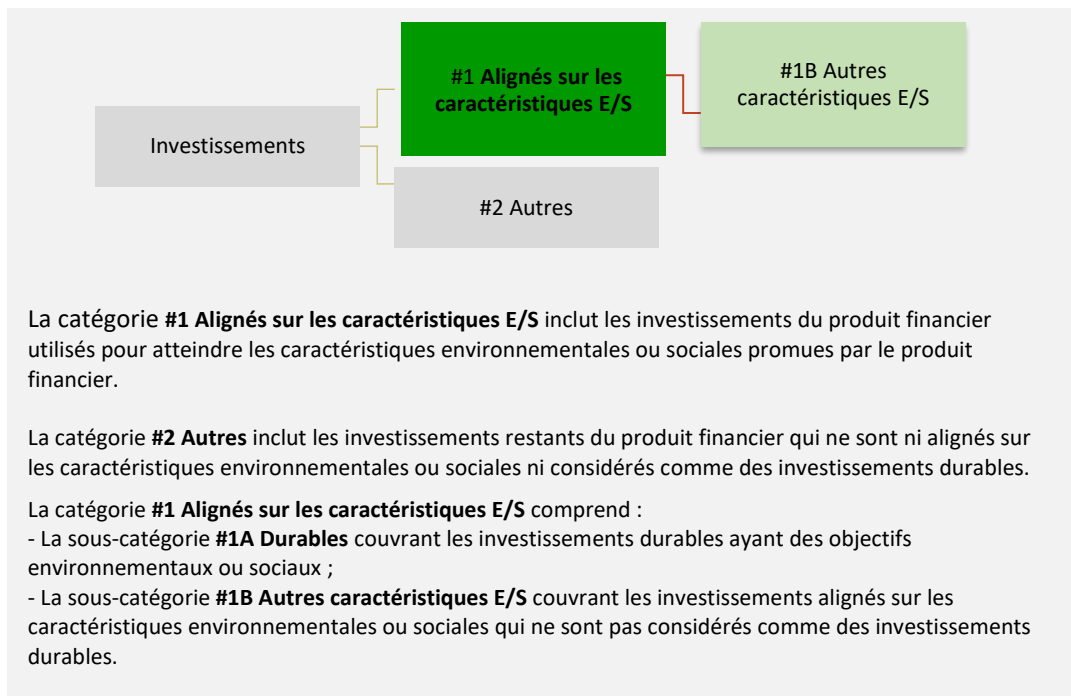 #1 Alignés sur les
caractéristiques E/S
#1B Autres
caractéristiques E/S
Investissements
#2 Autres
La catégorie #1 Alignés sur les caractéristiques E/S inclut les investissements du produit financier
utilisés pour atteindre les caractéristiques environnementales ou sociales promues par le produit
financier.
La catégorie #2 Autres inclut les investissements restants du produit financier qui ne sont ni alignés sur
les caractéristiques environnementales ou sociales ni considérés comme des investissements durables.
La catégorie #1 Alignés sur les caractéristiques E/S comprend :
- La sous-catégorie #1A Durables couvrant les investissements durables ayant des objectifs
environnementaux ou sociaux ;
- La sous-catégorie #1B Autres caractéristiques E/S couvrant les investissements alignés sur les
caractéristiques environnementales ou sociales qui ne sont pas considérés comme des investissements
durables.